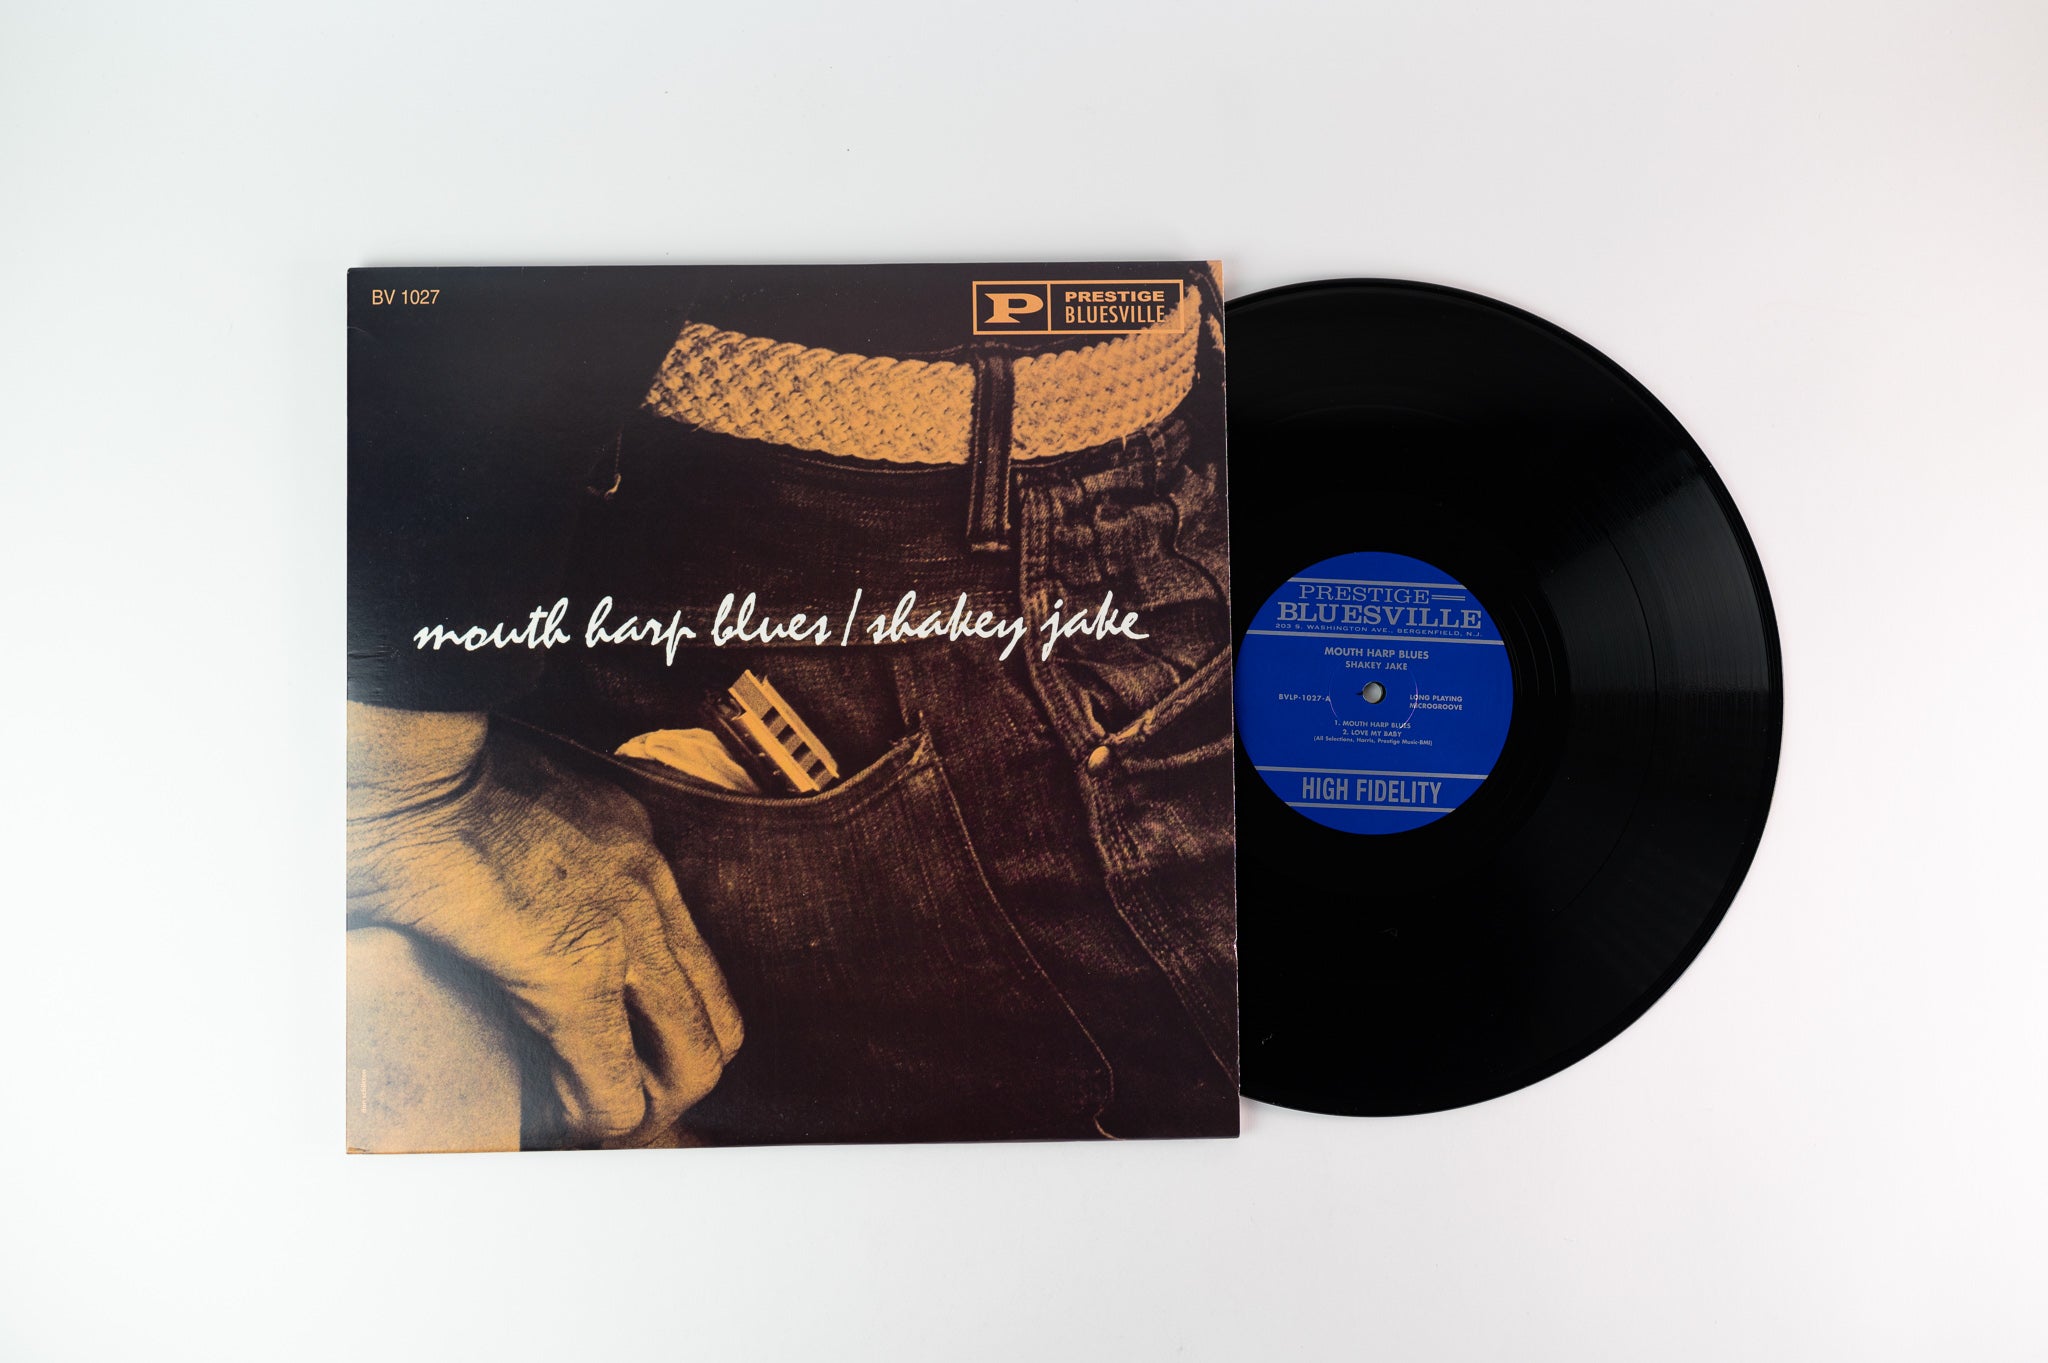 BV 1027
P PRESTIGE
BLUESVILLE
mouth harp blues / shakey jake
PRESTIGE
BLUESVILLE
203 S. WASHINGTON AVE., BERGENFIELD, N.J.
MOUTH HARP BLUES
SHAKEY JAKE
BVLP-1027-A
LONG PLAYING
MICROGROOVE
1. MOUTH HARP BLUES
2. LOVE MY BABY
(All Selections, Harris, Prestige Music-BMI)
HIGH FIDELITY